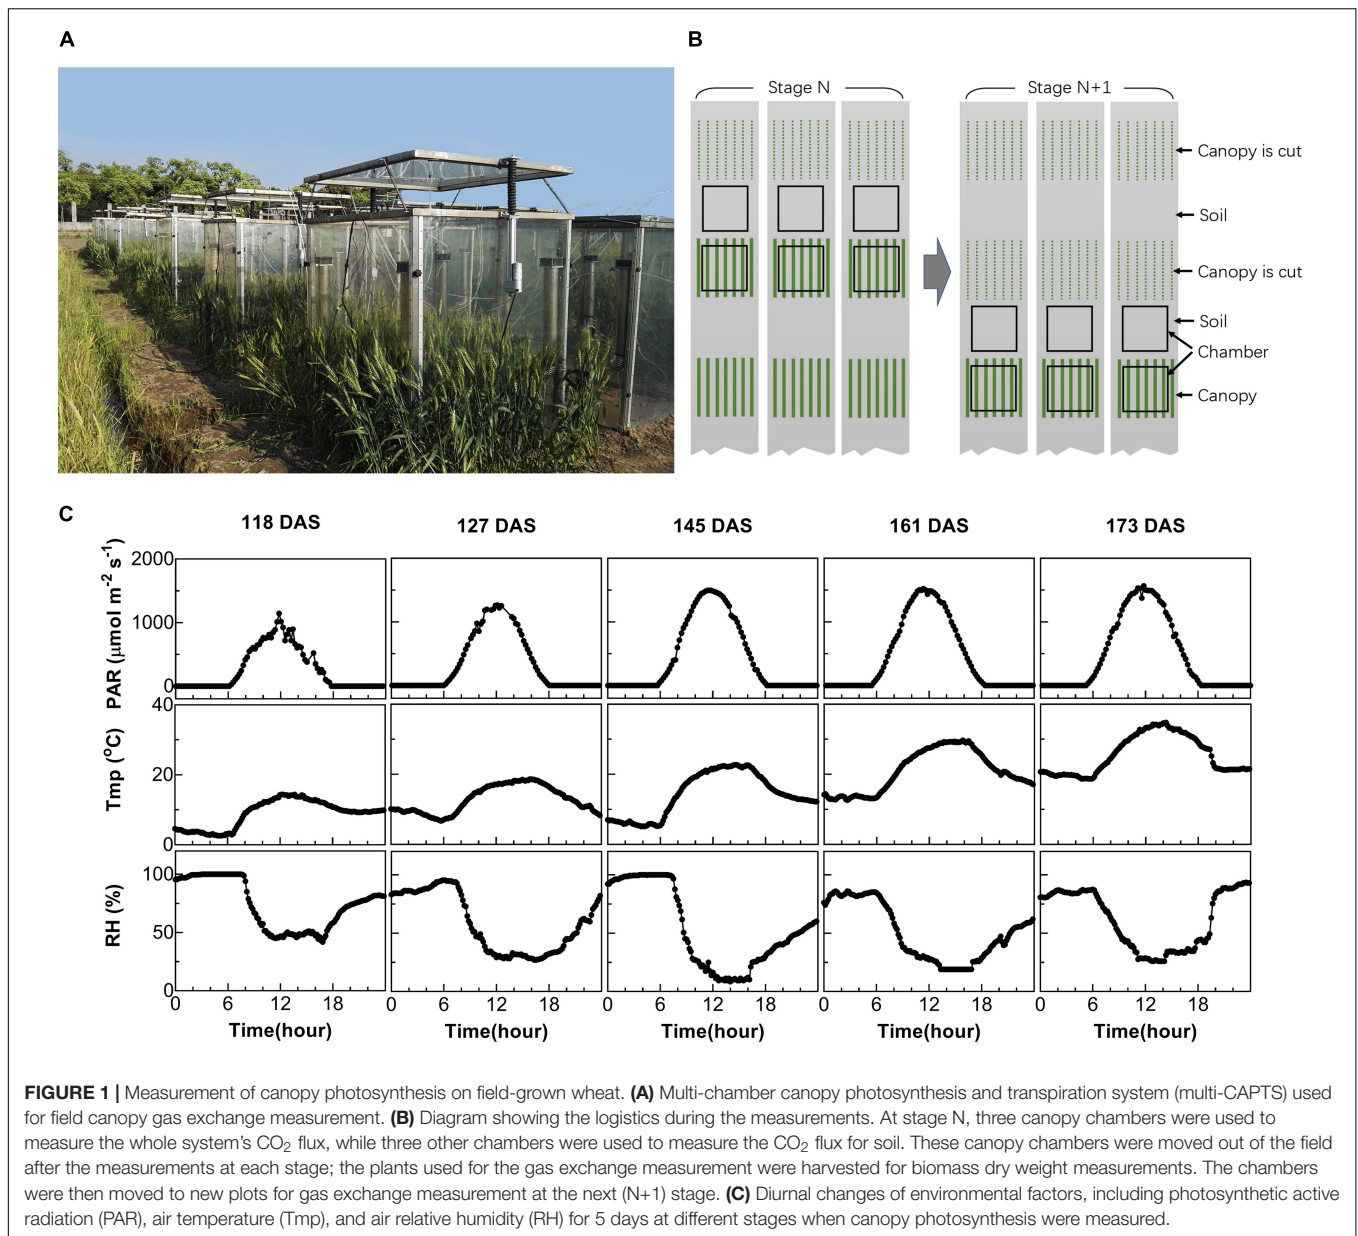 A
B
Stage N
Stage N+1
Canopy is cut
Soil
Canopy is cut
Soil
Chamber
Canopy
C
118 DAS
127 DAS
145 DAS
161 DAS
173 DAS
PAR (μmol m⁻² s⁻¹)
2000
1000
0
Tmp (°C)
40
20
0
RH (%)
100
50
0
0 6 12 18 0 6 12 18 0 6 12 18 0 6 12 18 0 6 12 18
Time(hour) Time(hour) Time(hour) Time(hour) Time(hour)
FIGURE 1 | Measurement of canopy photosynthesis on field-grown wheat. (A) Multi-chamber canopy photosynthesis and transpiration system (multi-CAPTS) used
for field canopy gas exchange measurement. (B) Diagram showing the logistics during the measurements. At stage N, three canopy chambers were used to
measure the whole system's CO₂ flux, while three other chambers were used to measure the CO₂ flux for soil. These canopy chambers were moved out of the field
after the measurements at each stage; the plants used for the gas exchange measurement were harvested for biomass dry weight measurements. The chambers
were then moved to new plots for gas exchange measurement at the next (N+1) stage. (C) Diurnal changes of environmental factors, including photosynthetic active
radiation (PAR), air temperature (Tmp), and air relative humidity (RH) for 5 days at different stages when canopy photosynthesis were measured.